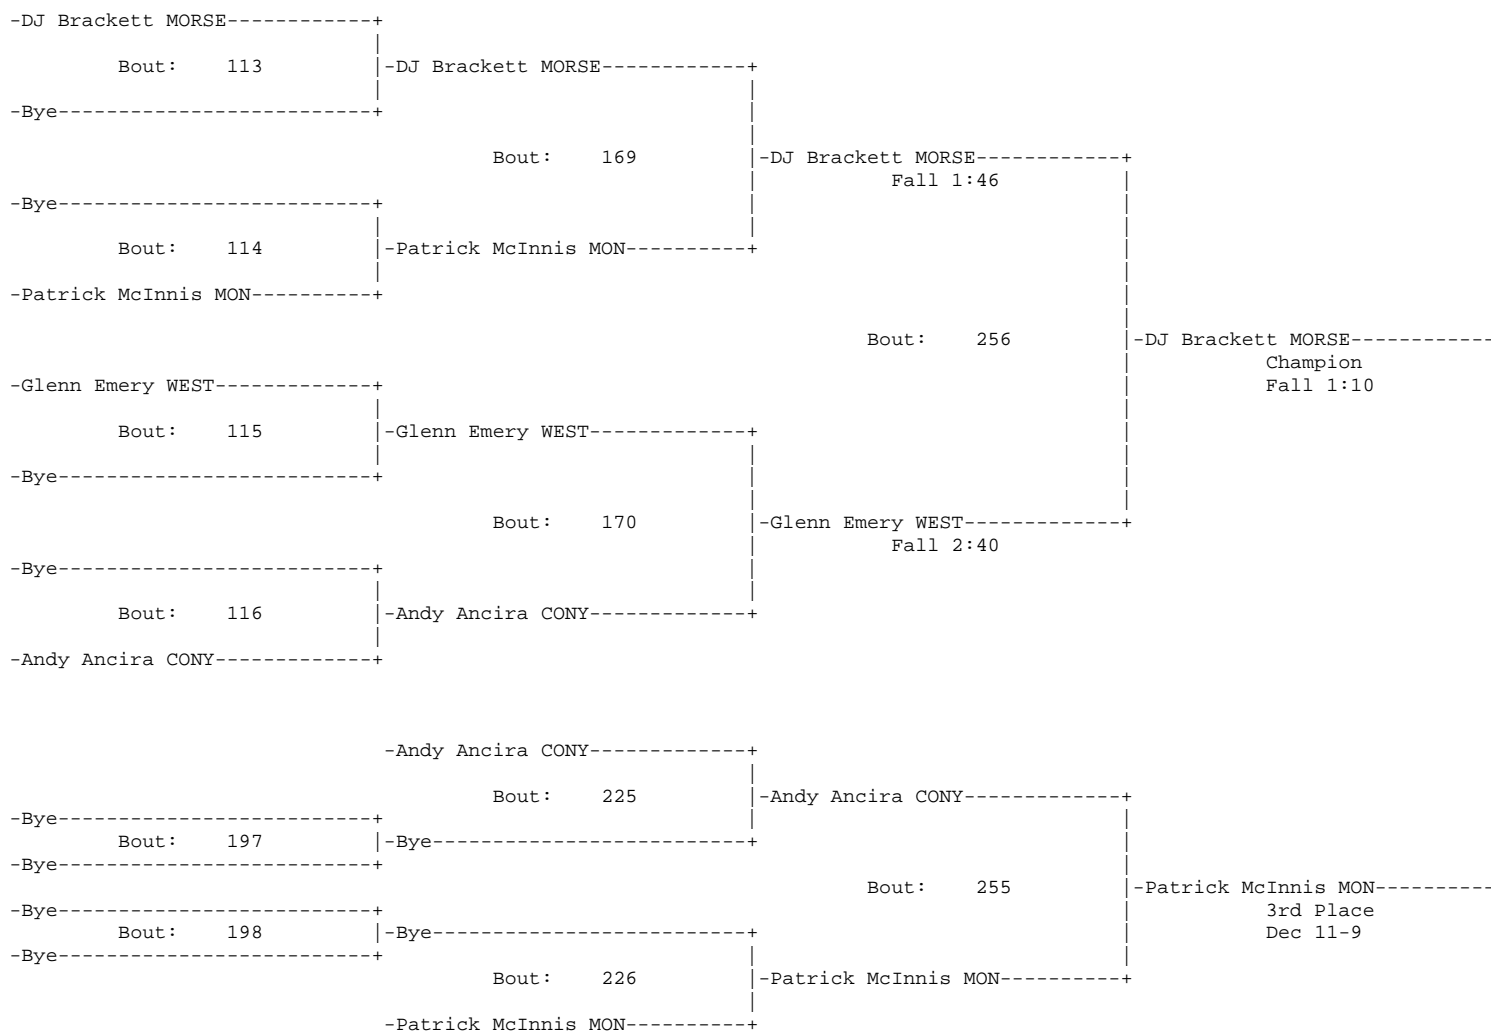 -DJ Brackett MORSE------------+
Bout: 113 |-DJ Brackett MORSE------------+
-Bye--------------------------+
Bout: 169 |-DJ Brackett MORSE------------+
Fall 1:46
-Bye--------------------------+
Bout: 114 |-Patrick McInnis MON----------+
-Patrick McInnis MON----------+
Bout: 256 |-DJ Brackett MORSE------------
Champion
-Glenn Emery WEST-------------+ Fall 1:10
Bout: 115 |-Glenn Emery WEST-------------+
-Bye--------------------------+
Bout: 170 |-Glenn Emery WEST-------------+
Fall 2:40
-Bye--------------------------+
Bout: 116 |-Andy Ancira CONY-------------+
-Andy Ancira CONY-------------+
-Andy Ancira CONY-------------+
Bout: 225 |-Andy Ancira CONY-------------+
-Bye--------------------------+
Bout: 197 |-Bye--------------------------+
-Bye--------------------------+
Bout: 255 |-Patrick McInnis MON----------
-Bye--------------------------+ 3rd Place
Bout: 198 |-Bye--------------------------+ Dec 11-9
-Bye--------------------------+
Bout: 226 |-Patrick McInnis MON----------+
-Patrick McInnis MON----------+